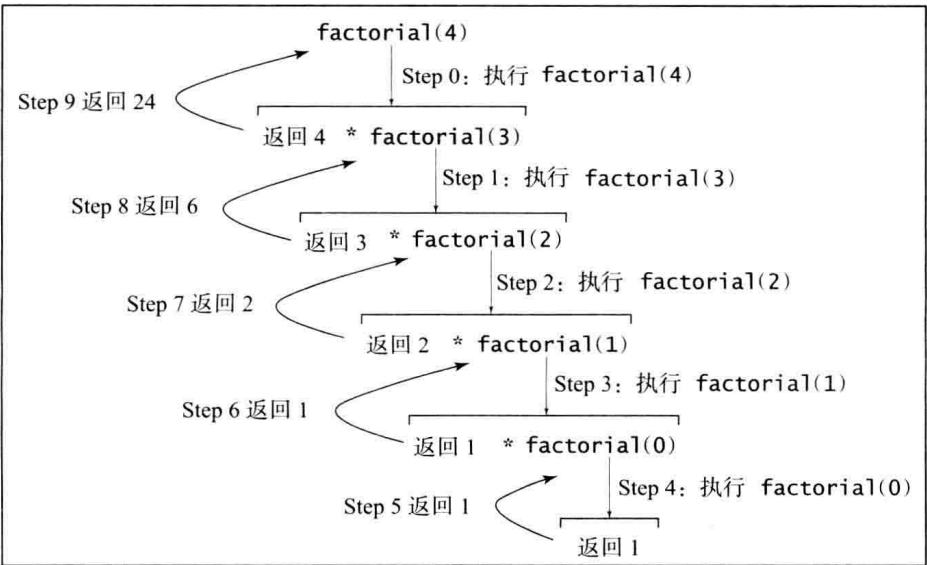 factorial(4)
Step 0：执行 factorial(4)
Step 9 返回 24
返回 4 * factorial(3)
Step 1：执行 factorial(3)
Step 8 返回 6
返回 3 * factorial(2)
Step 2：执行 factorial(2)
Step 7 返回 2
返回 2 * factorial(1)
Step 3：执行 factorial(1)
Step 6 返回 1
返回 1 * factorial(0)
Step 4：执行 factorial(0)
Step 5 返回 1
返回 1